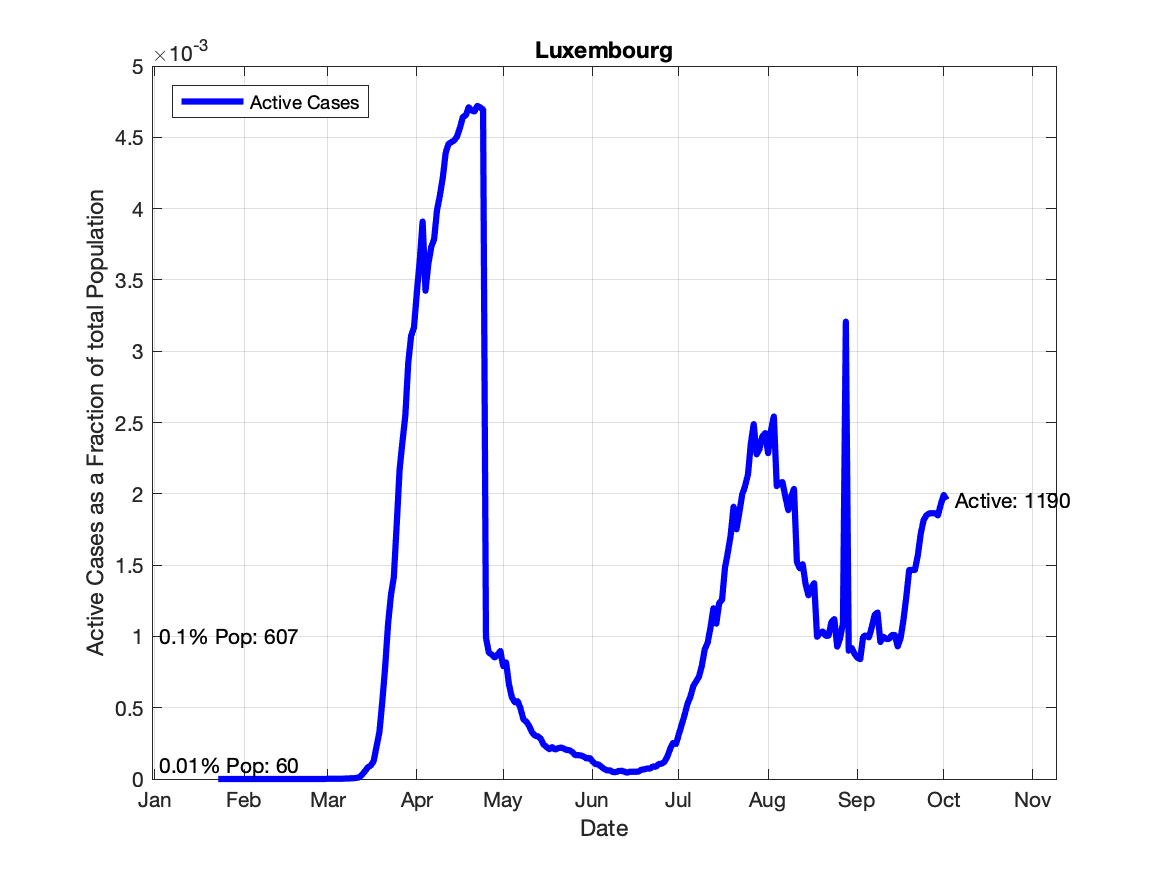 Luxembourg
×10-3
Active Cases
5
4.5
4
3.5
3
2.5
2
1.5
1
0.5
0
Active Cases as a Fraction of total Population
0.1% Pop: 607
0.01% Pop: 60
Active: 1190
Jan Feb Mar Apr May Jun Jul Aug Sep Oct Nov
Date